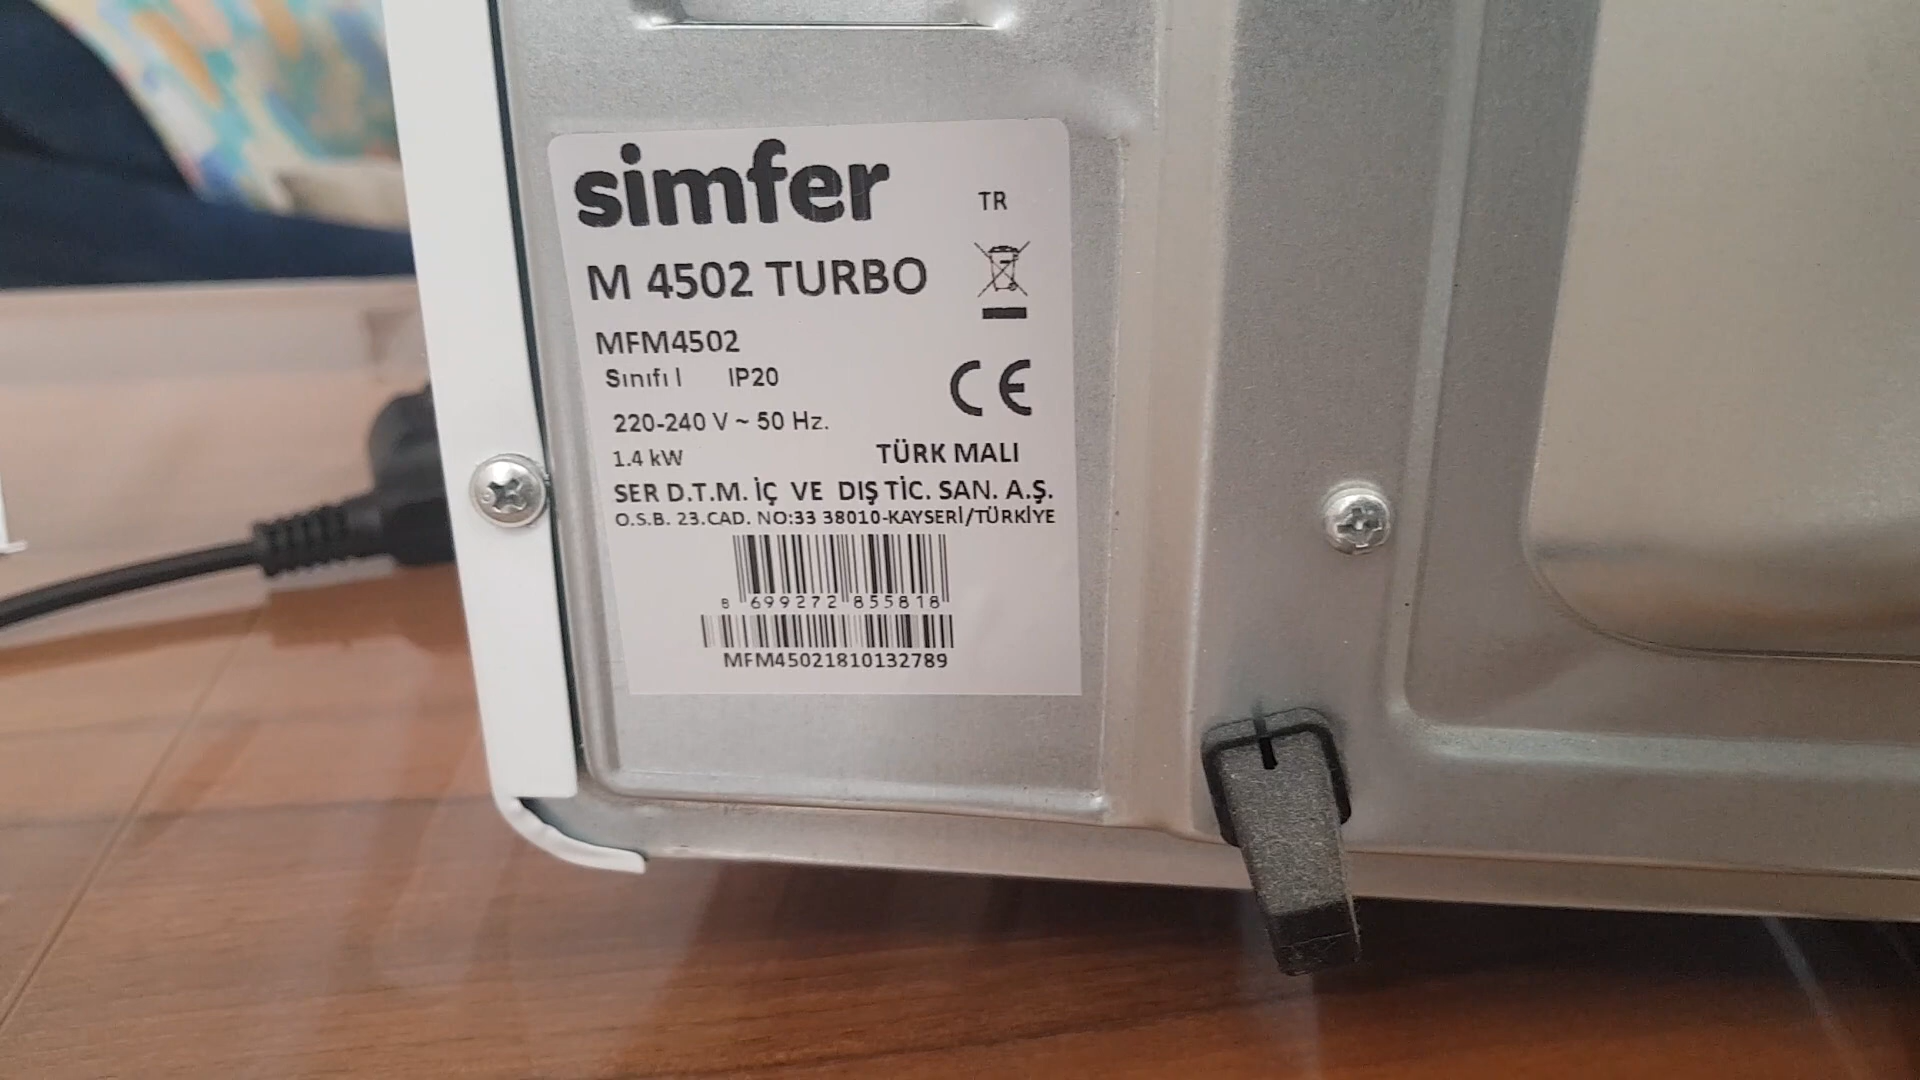 simfer
TR
M 4502 TURBO
MFM4502
Sınıfı I IP20
220-240 V ~ 50 Hz.
1.4 kW
TÜRK MALI
SER D.T.M. İÇ VE DIŞ TİC. SAN. A.Ş.
O.S.B. 23.CAD. NO:33 38010-KAYSERİ/TÜRKİYE
8 699272 855818
MFM45021810132789